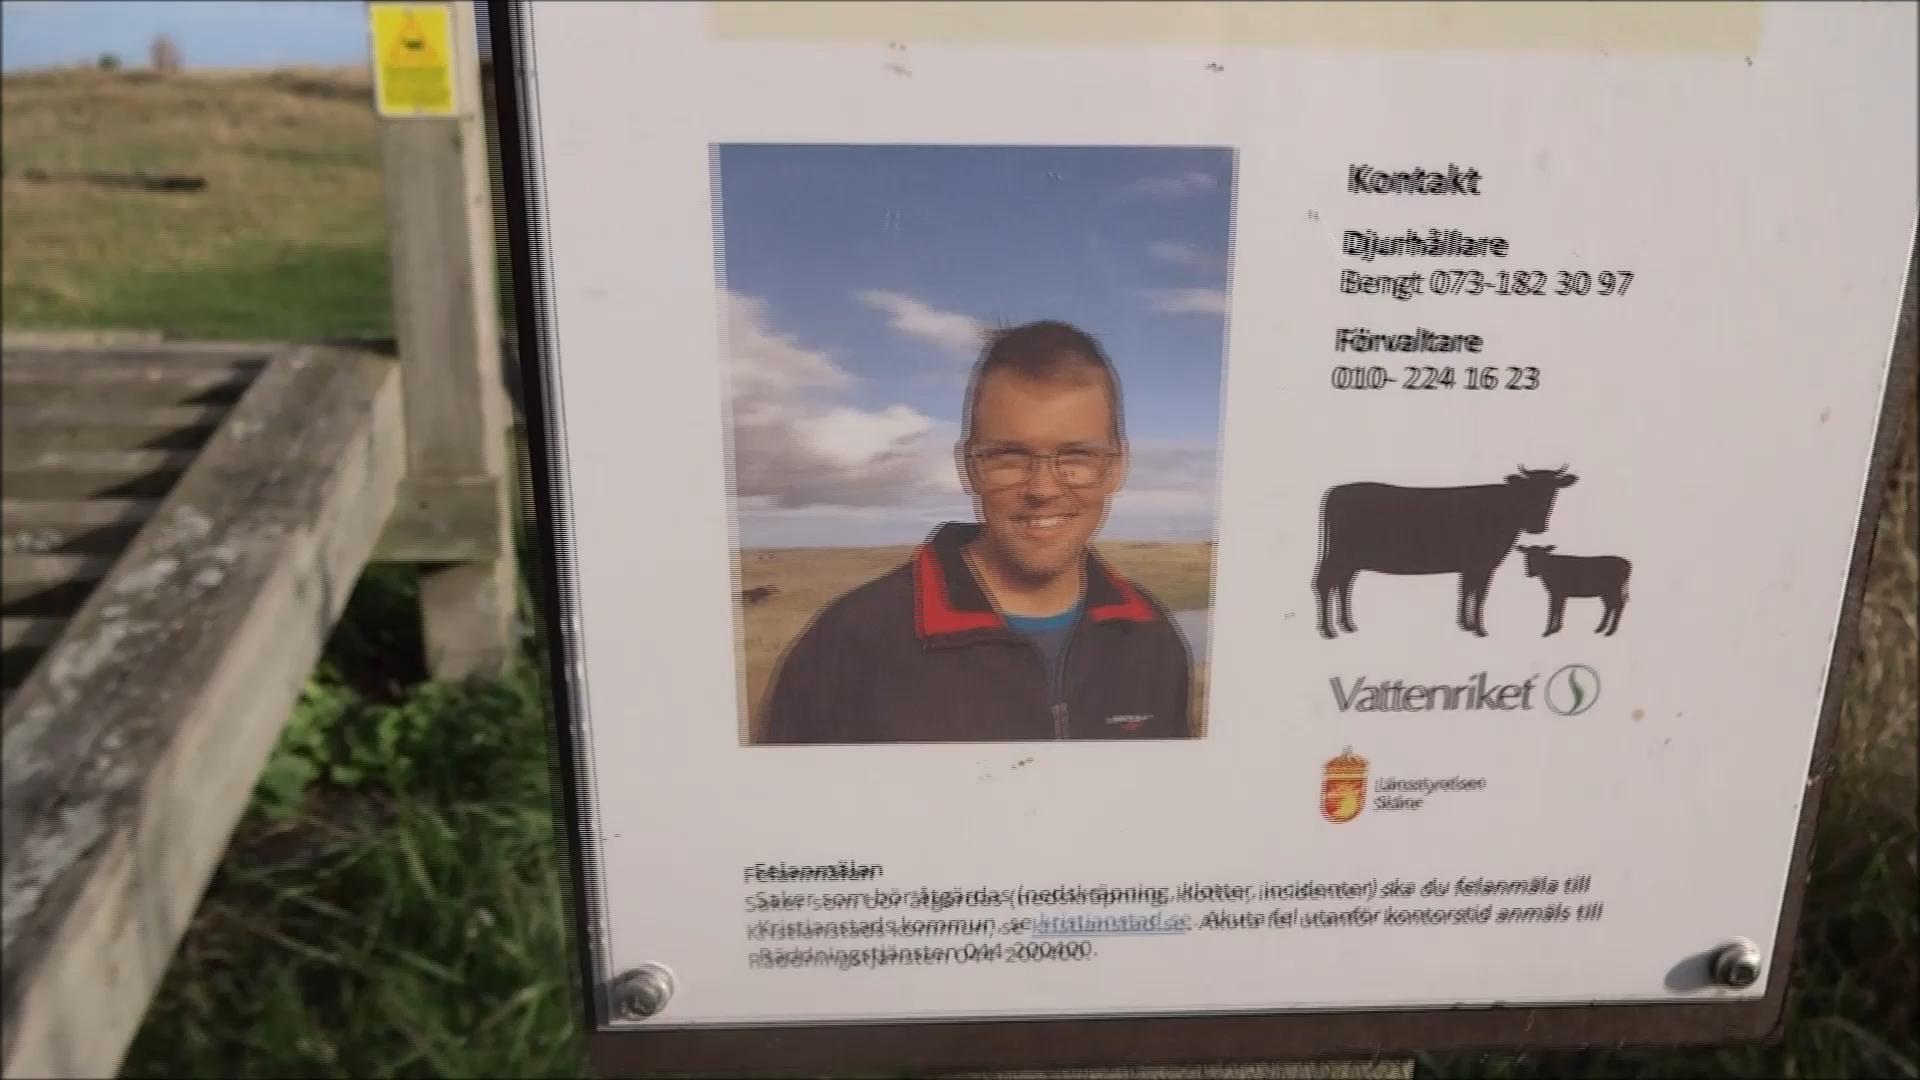 Kontakt
Djurhållare
Bengt 073-182 30 97
Förvaltare
010- 224 16 23
Vattenriket
Länsstyrelsen
Skåne
Felanmälan
Saker som bör åtgärdas (nedskräpning, klotter, incidenter) ska du felanmäla till
Kristianstads kommun, se kristianstad.se. Akuta fel utanför kontorstid anmäls till
Räddningstjänsten 044-200400.